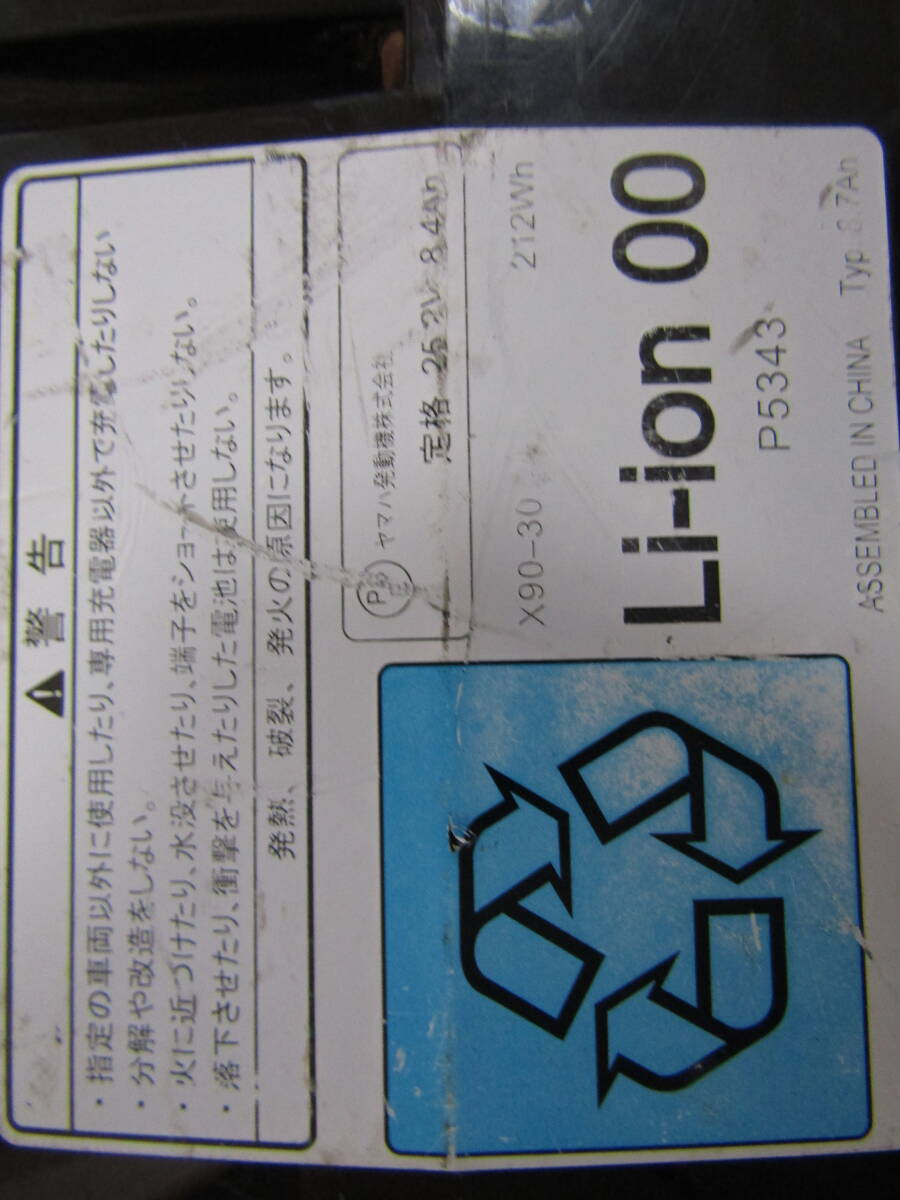 警告
・指定の車両以外に使用したり、専用充電器以外で充電したりしない
・分解や改造をしない。
・火に近づけたり、水没させたり、端子をショートさせたりしない。
・落下させたり、衝撃を与えたりした電池は使用しない。
発熱、破裂、発火の原因になります。
ヤマハ発動機株式会社
定格 25.2V 8.4Ah
X90-30 212Wh
Li-ion 00
P5343
ASSEMBLED IN CHINA Typ 8.7Ah